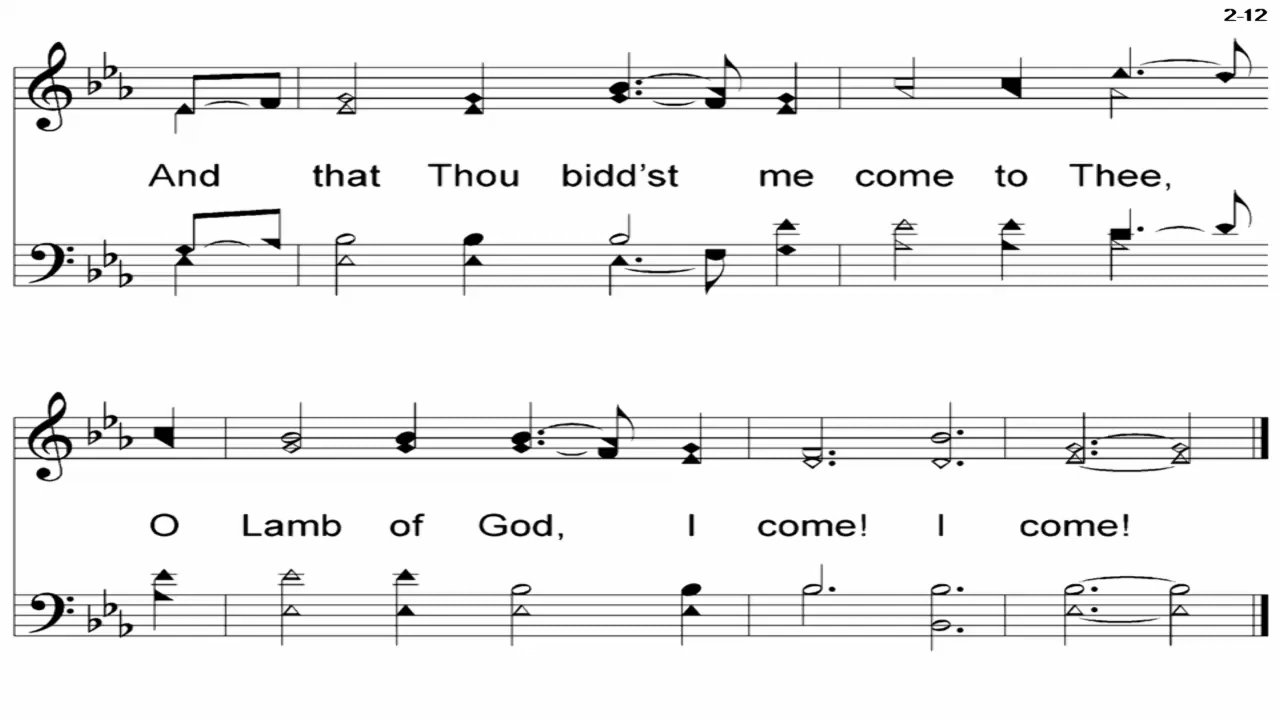 2-12
And that Thou bidd'st me come to Thee,
O Lamb of God, I come! I come!